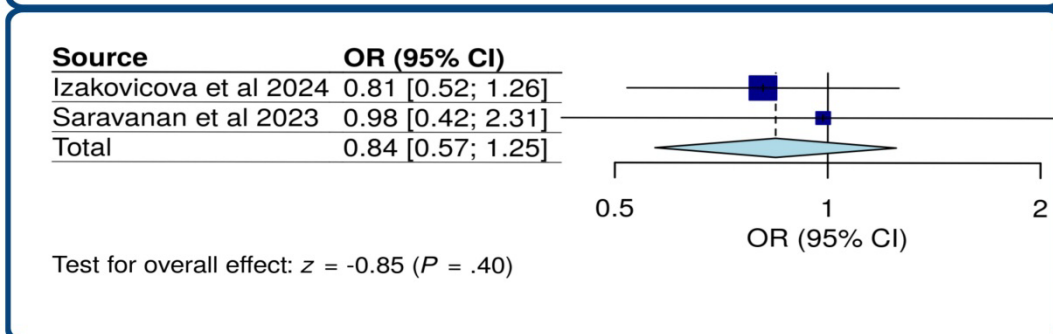 Source OR (95% CI)
Izakovicova et al 2024 0.81 [0.52; 1.26]
Saravanan et al 2023 0.98 [0.42; 2.31]
Total 0.84 [0.57; 1.25]
0.5 1 2
OR (95% CI)
Test for overall effect: z = -0.85 (P = .40)